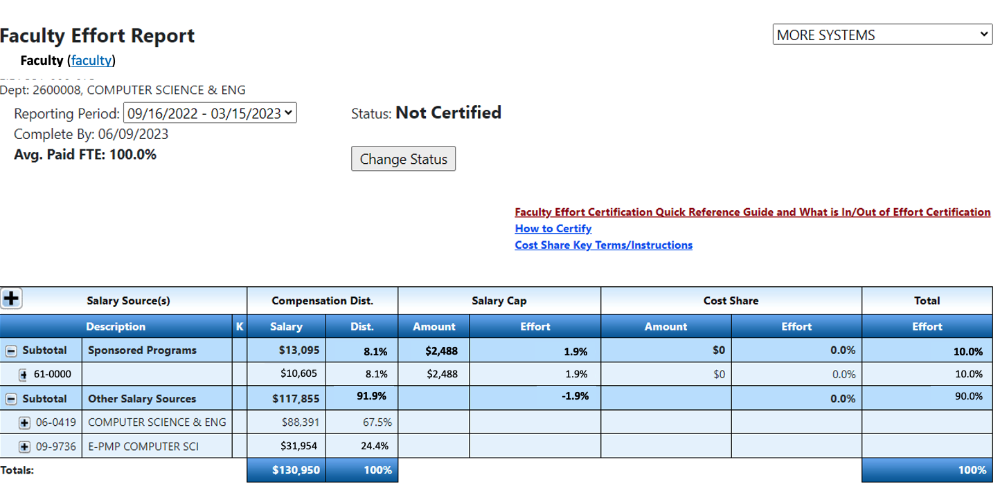 Faculty Effort Report
MORE SYSTEMS
Faculty (faculty)
Dept: 2600008, COMPUTER SCIENCE & ENG
Reporting Period: 09/16/2022 - 03/15/2023
Status: Not Certified
Complete By: 06/09/2023
Avg. Paid FTE: 100.0%
Change Status
Faculty Effort Certification Quick Reference Guide and What is In/Out of Effort Certification
How to Certify
Cost Share Key Terms/Instructions
Salary Source(s) Compensation Dist. Salary Cap Cost Share Total
Description K Salary Dist. Amount Effort Amount Effort Effort
Subtotal Sponsored Programs $13,095 8.1% $2,488 1.9% $0 0.0% 10.0%
61-0000 $10,605 8.1% $2,488 1.9% $0 0.0% 10.0%
Subtotal Other Salary Sources $117,855 91.9% -1.9% 0.0% 90.0%
06-0419 COMPUTER SCIENCE & ENG $88,391 67.5%
09-9736 E-PMP COMPUTER SCI $31,954 24.4%
Totals: $130,950 100% 100%